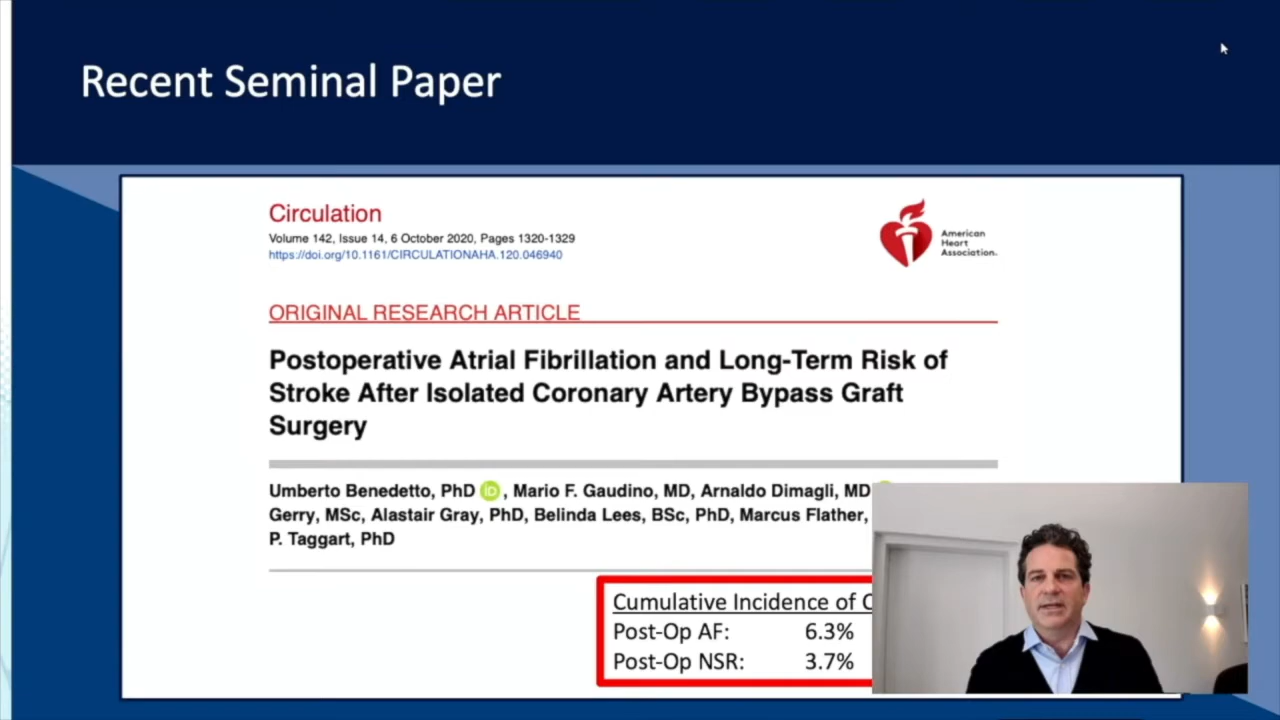 Recent Seminal Paper
Circulation
Volume 142, Issue 14, 6 October 2020, Pages 1320-1329
https://doi.org/10.1161/CIRCULATIONAHA.120.046940
American
Heart
Association.
ORIGINAL RESEARCH ARTICLE
Postoperative Atrial Fibrillation and Long-Term Risk of
Stroke After Isolated Coronary Artery Bypass Graft
Surgery
Umberto Benedetto, PhD iD , Mario F. Gaudino, MD, Arnaldo Dimagli, MD
Gerry, MSc, Alastair Gray, PhD, Belinda Lees, BSc, PhD, Marcus Flather,
P. Taggart, PhD
Cumulative Incidence of C
Post-Op AF: 6.3%
Post-Op NSR: 3.7%